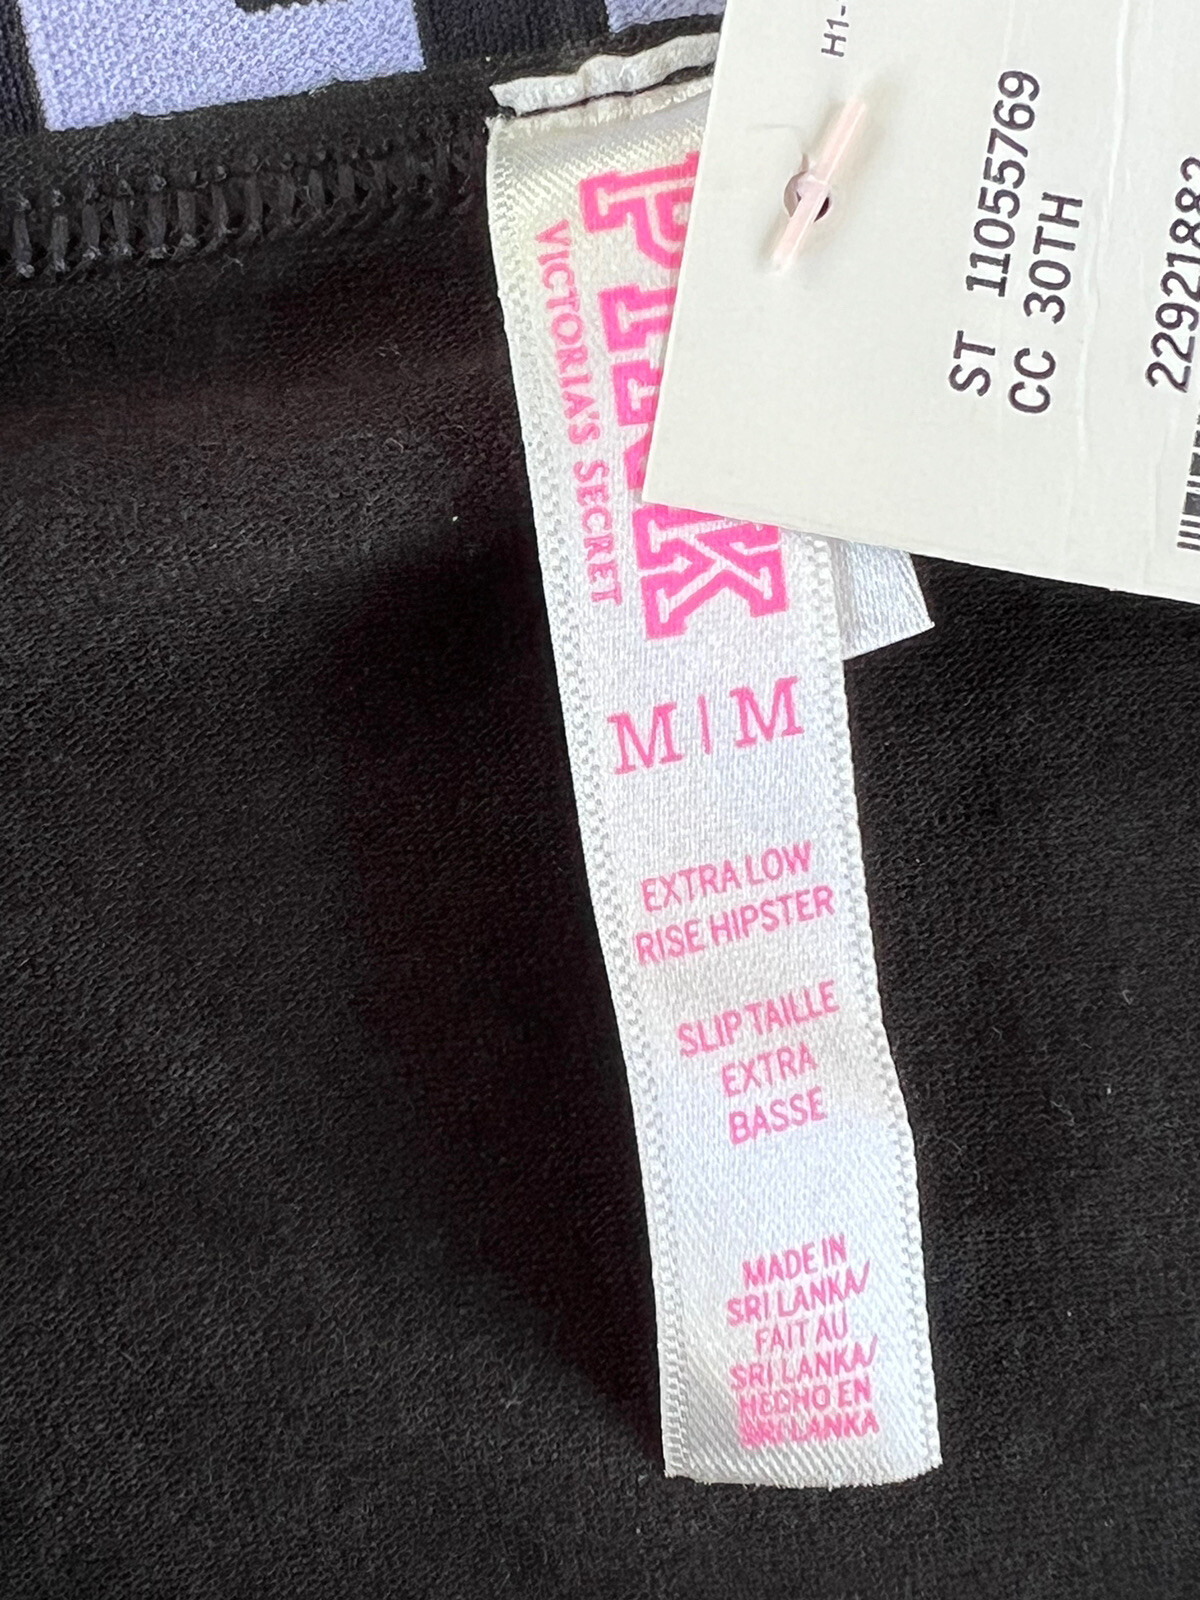 PINK
VICTORIA'S SECRET
M | M
EXTRA LOW
RISE HIPSTER
SLIP TAILLE
EXTRA
BASSE
MADE IN
SRI LANKA/
FAIT AU
SRI LANKA/
HECHO EN
SRI LANKA
H1-
ST 11055769
CC 30TH